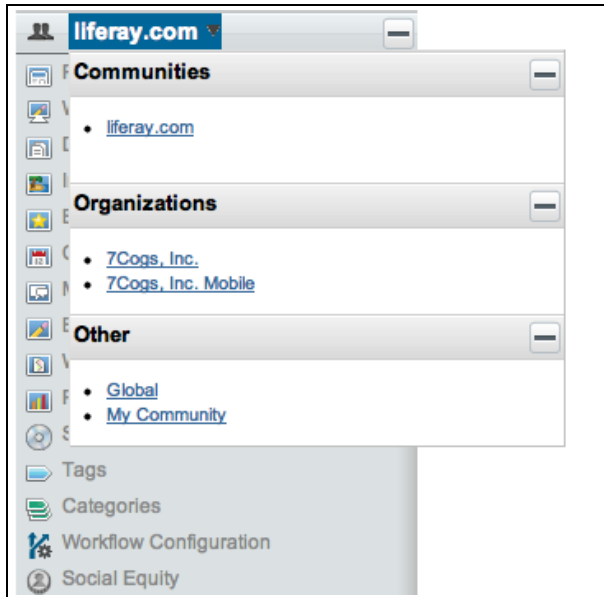 liferay.com
Communities
liferay.com
Organizations
7Cogs, Inc.
7Cogs, Inc. Mobile
Other
Global
My Community
Tags
Categories
Workflow Configuration
Social Equity